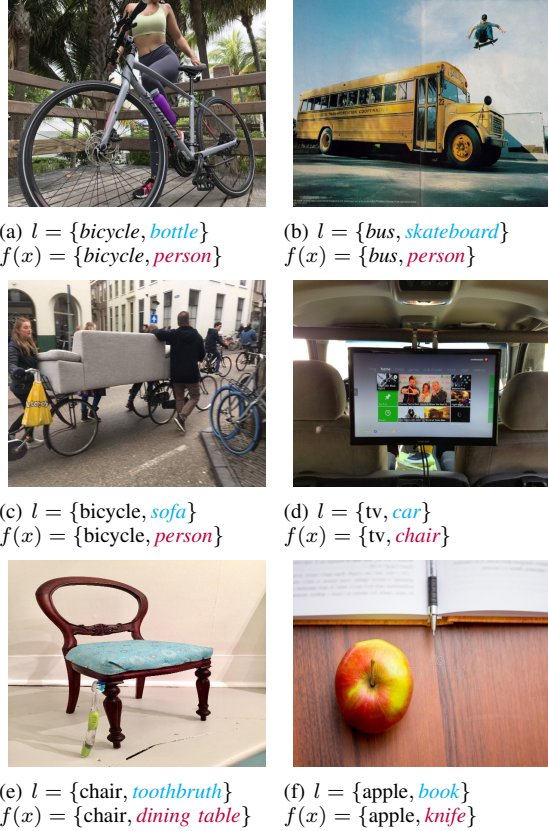 (a) l = {bicycle, bottle}
f(x) = {bicycle, person}
(b) l = {bus, skateboard}
f(x) = {bus, person}
(c) l = {bicycle, sofa}
f(x) = {bicycle, person}
(d) l = {tv, car}
f(x) = {tv, chair}
(e) l = {chair, toothbruth}
f(x) = {chair, dining table}
(f) l = {apple, book}
f(x) = {apple, knife}